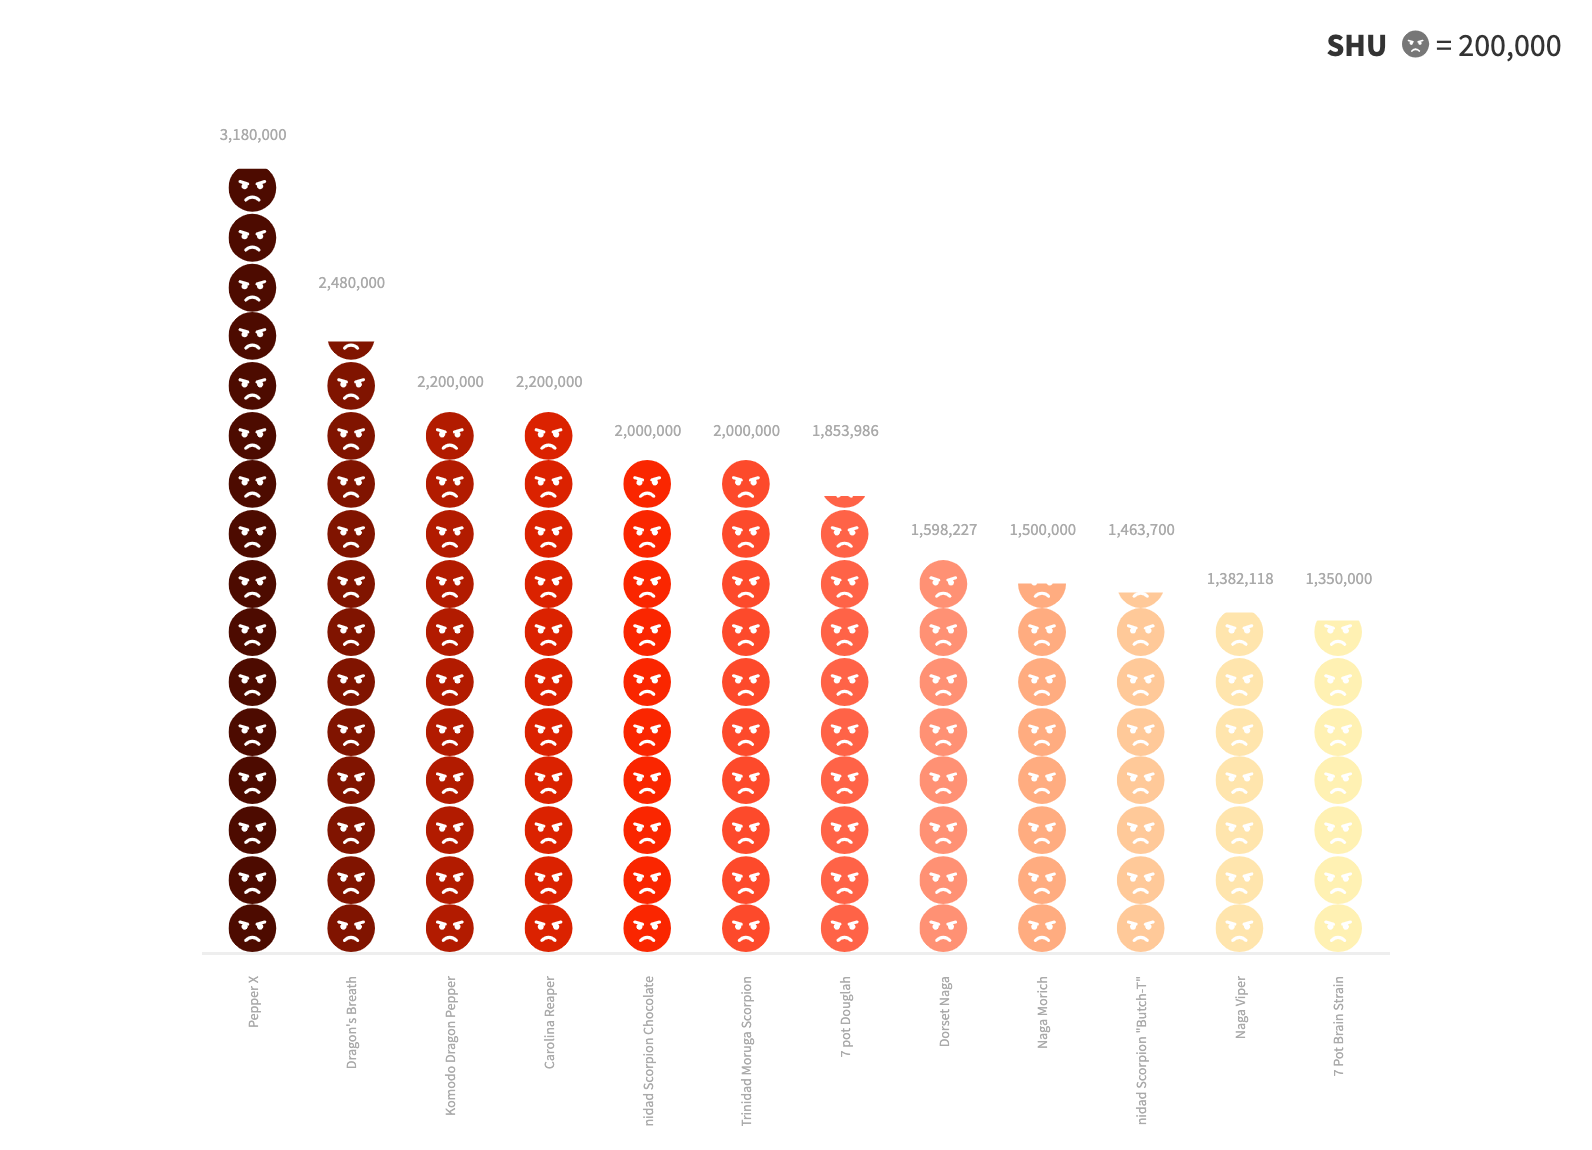 SHU = 200,000
3,180,000
2,480,000
2,200,000
2,200,000
2,000,000
2,000,000
1,853,986
1,598,227
1,500,000
1,463,700
1,382,118
1,350,000
Pepper X
Dragon's Breath
Komodo Dragon Pepper
Carolina Reaper
nidad Scorpion Chocolate
Trinidad Moruga Scorpion
7 pot Douglah
Dorset Naga
Naga Morich
nidad Scorpion "Butch-T"
Naga Viper
7 Pot Brain Strain